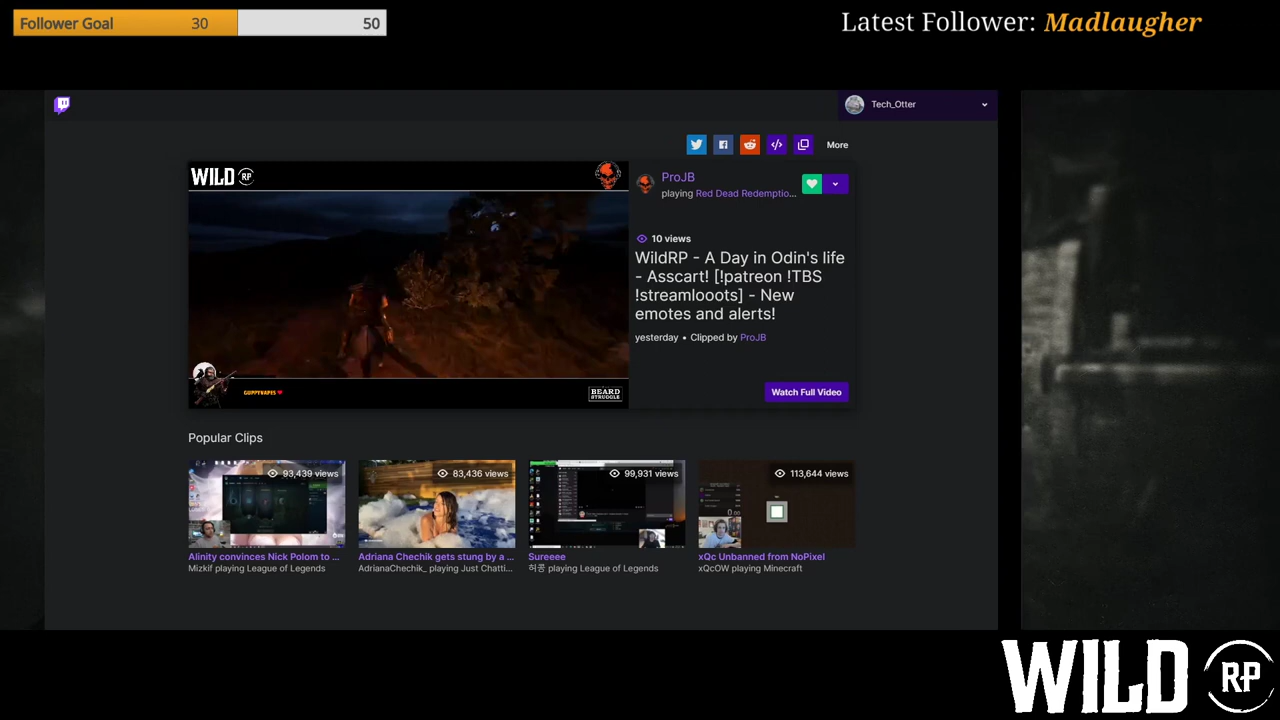 Follower Goal 30 50
Latest Follower: Madlaugher
Tech_Otter
More
WILD RP
ProJB
playing Red Dead Redemptio...
10 views
WildRP - A Day in Odin's life
- Asscart! [!patreon !TBS
!streamlooots] - New
emotes and alerts!
yesterday • Clipped by ProJB
GUPPYNAPES
BEARD
STRUGGLE
Watch Full Video
Popular Clips
93,439 views
83,436 views
99,931 views
113,644 views
Alinity convinces Nick Polom to ...
Adriana Chechik gets stung by a ...
Sureeee
xQc Unbanned from NoPixel
Mizkif playing League of Legends
AdrianaChechik_ playing Just Chatti...
허공 playing League of Legends
xQcOW playing Minecraft
WILD RP